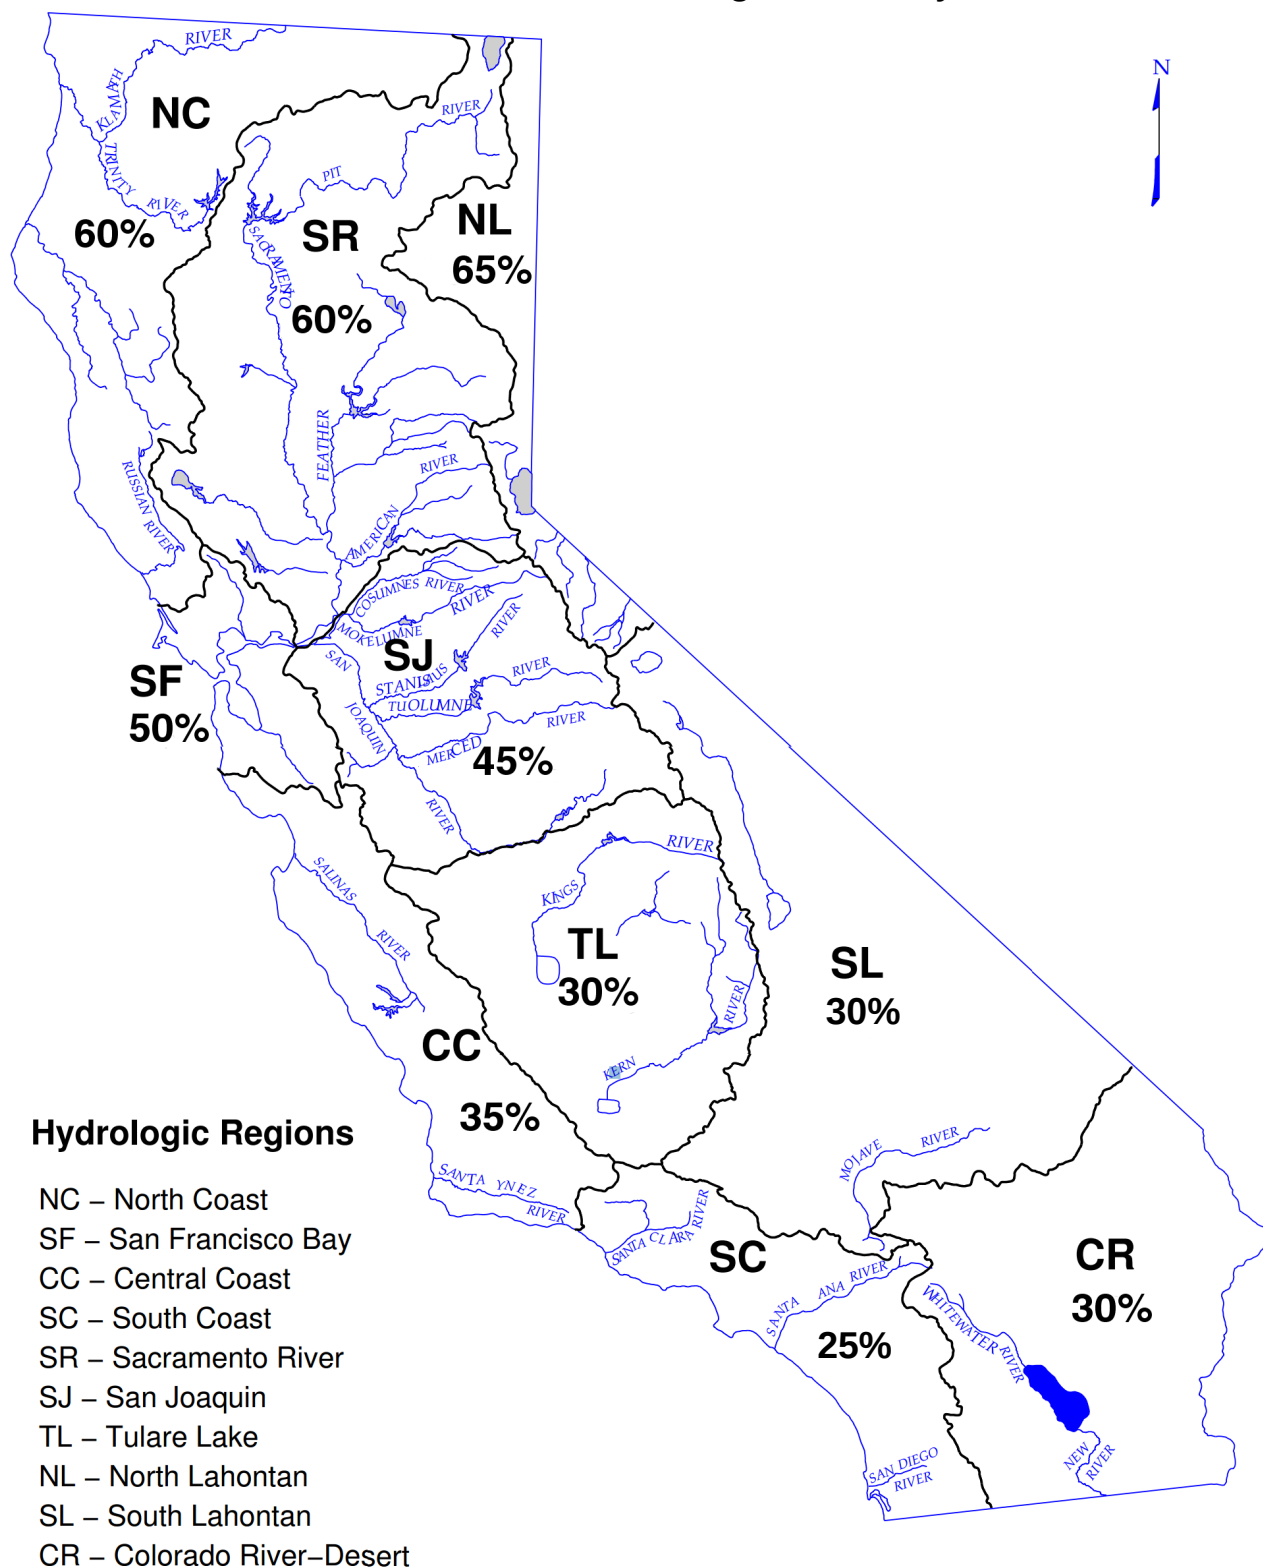 RIVER
KLAMATH
NC
RIVER
TRINITY
RIVER
PIT
60%
SR
NL
65%
SACRAMENTO
60%
FEATHER
RIVER
RUSSIAN RIVER
AMERICAN
COSUMNES RIVER
RIVER
MOKELUMNE
RIVER
SAN
SJ
SF
STANISLAUS
RIVER
50%
TUOLUMNE
JOAQUIN
RIVER
MERCED
45%
RIVER
RIVER
SALINAS
KINGS
RIVER
TL
SL
30%
30%
RIVER
CC
KERN
35%
MOJAVE
RIVER
SANTA YNEZ
RIVER
SANTA CLARA RIVER
SC
CR
SANTA ANA RIVER
WHITEWATER
RIVER
30%
25%
SAN DIEGO
RIVER
NEW
RIVER
N
Hydrologic Regions
NC – North Coast
SF – San Francisco Bay
CC – Central Coast
SC – South Coast
SR – Sacramento River
SJ – San Joaquin
TL – Tulare Lake
NL – North Lahontan
SL – South Lahontan
CR – Colorado River–Desert